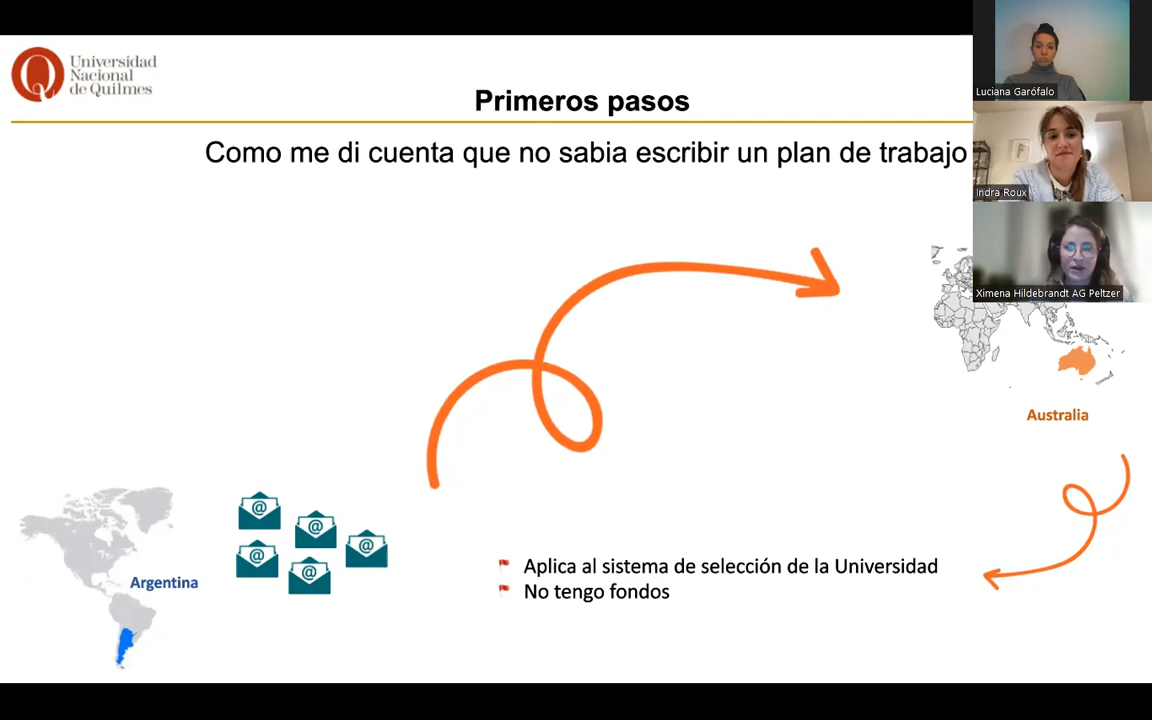 Universidad
Nacional
de Quilmes
Primeros pasos
Como me di cuenta que no sabia escribir un plan de trabajo
Luciana Garófalo
Indra Roux
Ximena Hildebrandt AG Peltzer
Australia
@
@
@
@
@
Argentina
Aplica al sistema de selección de la Universidad
No tengo fondos